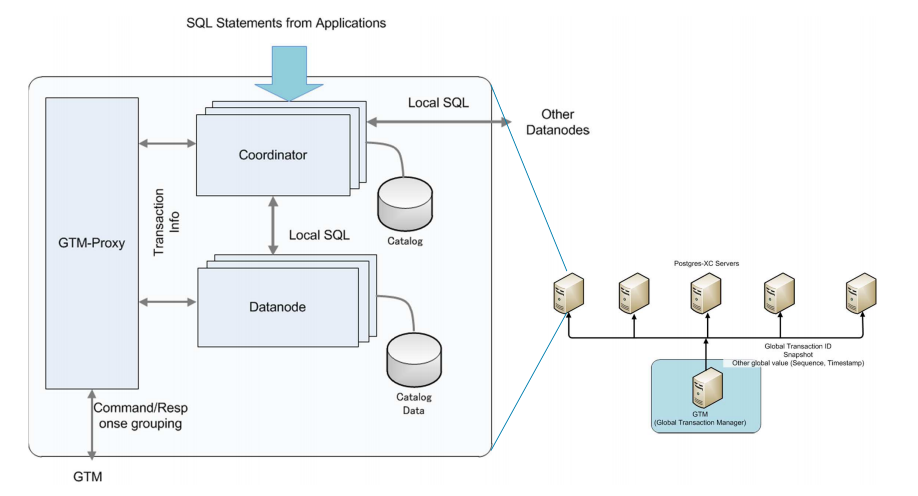 SQL Statements from Applications
Local SQL
Other
Datanodes
Coordinator
Catalog
Transaction
Info
GTM-Proxy
Local SQL
Datanode
Catalog
Data
Command/Resp
onse grouping
GTM
Postgres-XC Servers
Global Transaction ID
Snapshot
Other global value (Sequence, Timestamp)
GTM
(Global Transaction Manager)